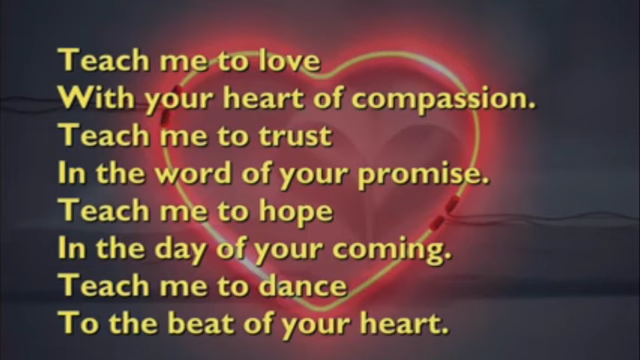 Teach me to love
With your heart of compassion.
Teach me to trust
In the word of your promise.
Teach me to hope
In the day of your coming.
Teach me to dance
To the beat of your heart.